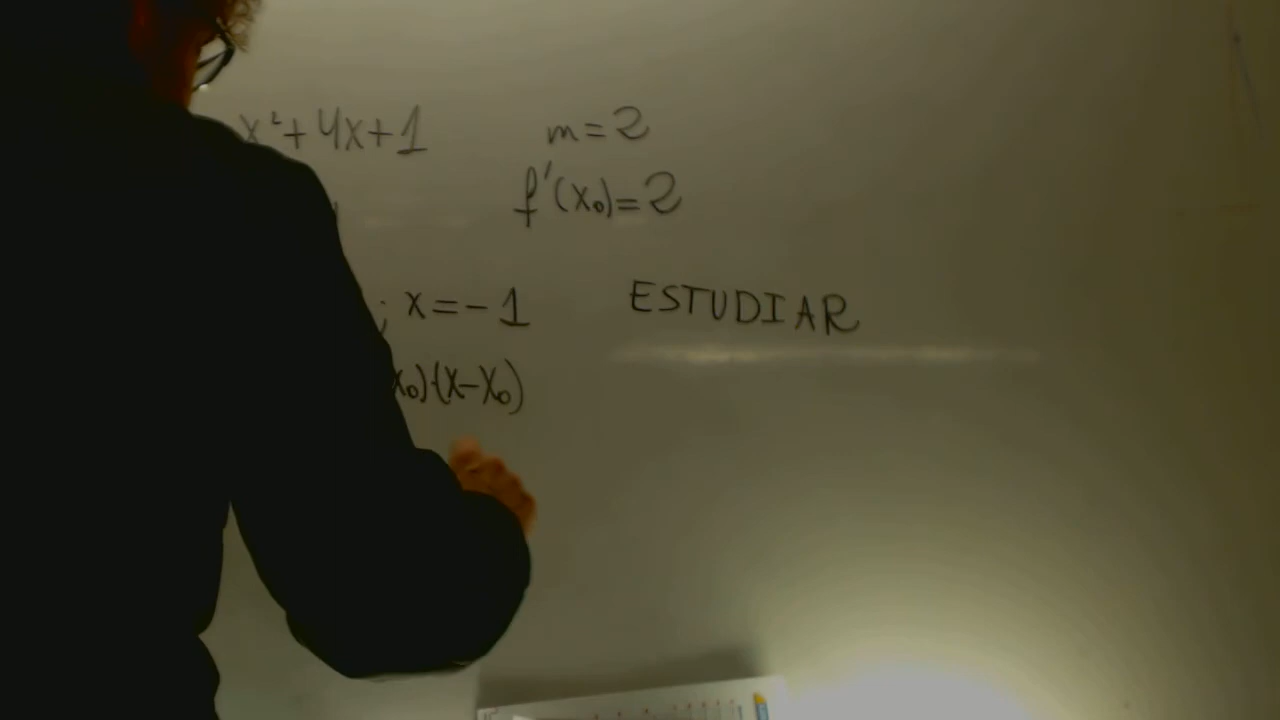 x²+4x+1 m=2
f'(x₀)=2
; x=-1 ESTUDIAR
x₀)·(x-x₀)